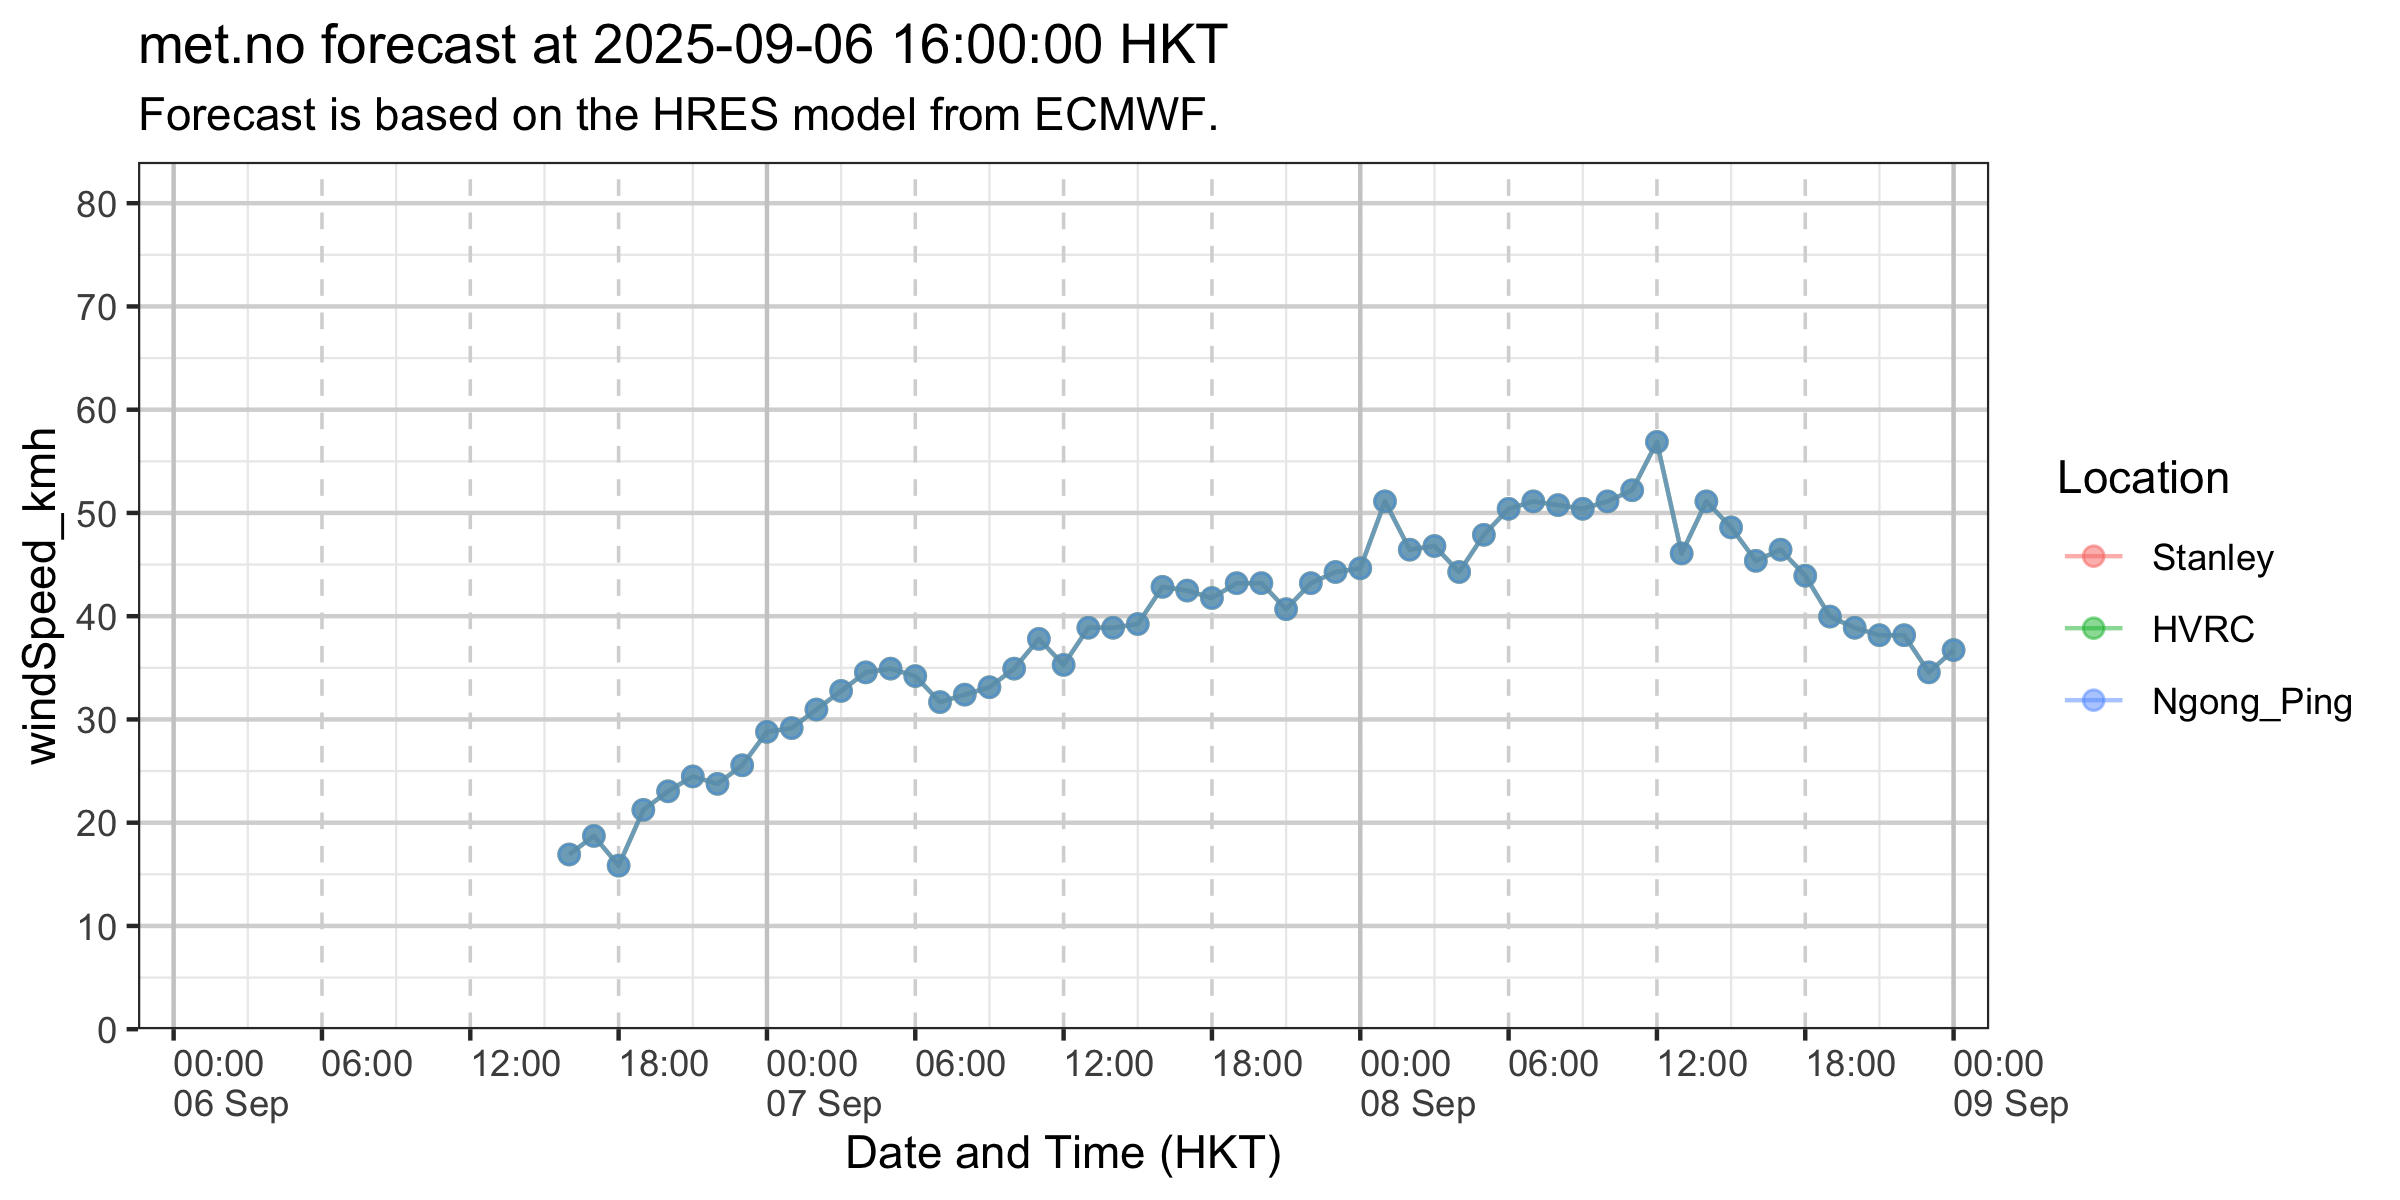 met.no forecast at 2025-09-06 16:00:00 HKT
Forecast is based on the HRES model from ECMWF.
windSpeed_kmh
80
70
60
50
40
30
20
10
0
00:00 06:00 12:00 18:00 00:00 06:00 12:00 18:00 00:00 06:00 12:00 18:00 00:00
06 Sep 07 Sep 08 Sep 09 Sep
Date and Time (HKT)
Location
Stanley
HVRC
Ngong_Ping